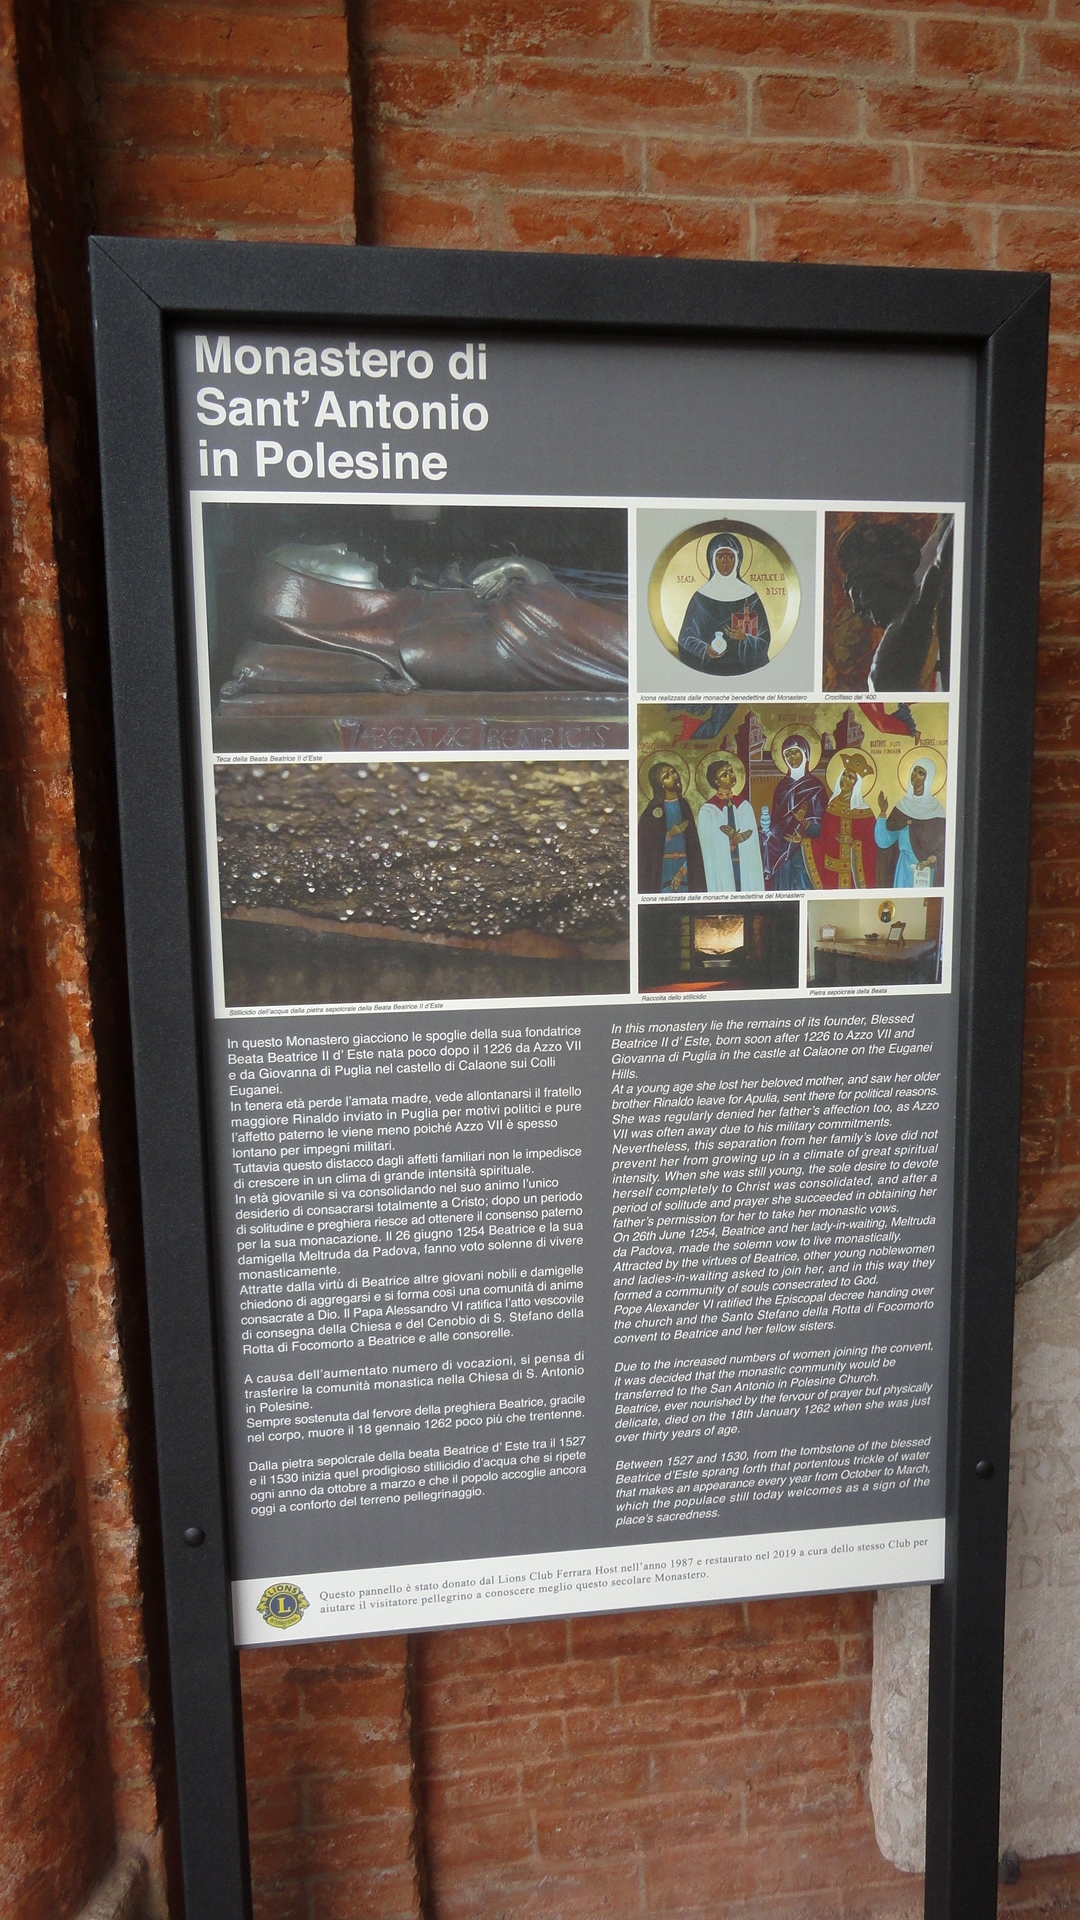 Monastero di
Sant'Antonio
in Polesine
BEATAE BEATRICIS
Teca della Beata Beatrice II d'Este
BEATA BEATRICE II
D'ESTE
Icona realizzata dalle monache benedettine del Monastero
Crocifisso del '400
Icona realizzata dalle monache benedettine del Monastero
Stillicidio dell'acqua dalla pietra sepolcrale della Beata Beatrice II d'Este
Raccolta dello stillicidio
Pietra sepolcrale della Beata
In questo Monastero giacciono le spoglie della sua fondatrice
Beata Beatrice II d' Este nata poco dopo il 1226 da Azzo VII
e da Giovanna di Puglia nel castello di Calaone sui Colli
Euganei.
In tenera età perde l'amata madre, vede allontanarsi il fratello
maggiore Rinaldo inviato in Puglia per motivi politici e pure
l'affetto paterno le viene meno poiché Azzo VII è spesso
lontano per impegni militari.
Tuttavia questo distacco dagli affetti familiari non le impedisce
di crescere in un clima di grande intensità spirituale.
In età giovanile si va consolidando nel suo animo l'unico
desiderio di consacrarsi totalmente a Cristo; dopo un periodo
di solitudine e preghiera riesce ad ottenere il consenso paterno
per la sua monacazione. Il 26 giugno 1254 Beatrice e la sua
damigella Meltruda da Padova, fanno voto solenne di vivere
monasticamente.
Attratte dalla virtù di Beatrice altre giovani nobili e damigelle
chiedono di aggregarsi e si forma così una comunità di anime
consacrate a Dio. Il Papa Alessandro VI ratifica l'atto vescovile
di consegna della Chiesa e del Cenobio di S. Stefano della
Rotta di Focomorto a Beatrice e alle consorelle.
A causa dell'aumentato numero di vocazioni, si pensa di
trasferire la comunità monastica nella Chiesa di S. Antonio
in Polesine.
Sempre sostenuta dal fervore della preghiera Beatrice, gracile
nel corpo, muore il 18 gennaio 1262 poco più che trentenne.
Dalla pietra sepolcrale della beata Beatrice d' Este tra il 1527
e il 1530 inizia quel prodigioso stillicidio d'acqua che si ripete
ogni anno da ottobre a marzo e che il popolo accoglie ancora
oggi a conforto del terreno pellegrinaggio.
In this monastery lie the remains of its founder, Blessed
Beatrice II d' Este, born soon after 1226 to Azzo VII and
Giovanna di Puglia in the castle at Calaone on the Euganei
Hills.
At a young age she lost her beloved mother, and saw her older
brother Rinaldo leave for Apulia, sent there for political reasons.
She was regularly denied her father's affection too, as Azzo
VII was often away due to his military commitments.
Nevertheless, this separation from her family's love did not
prevent her from growing up in a climate of great spiritual
intensity. When she was still young, the sole desire to devote
herself completely to Christ was consolidated, and after a
period of solitude and prayer she succeeded in obtaining her
father's permission for her to take her monastic vows.
On 26th June 1254, Beatrice and her lady-in-waiting, Meltruda
da Padova, made the solemn vow to live monastically.
Attracted by the virtues of Beatrice, other young noblewomen
and ladies-in-waiting asked to join her, and in this way they
formed a community of souls consecrated to God.
Pope Alexander VI ratified the Episcopal decree handing over
the church and the Santo Stefano della Rotta di Focomorto
convent to Beatrice and her fellow sisters.
Due to the increased numbers of women joining the convent,
it was decided that the monastic community would be
transferred to the San Antonio in Polesine Church.
Beatrice, ever nourished by the fervour of prayer but physically
delicate, died on the 18th January 1262 when she was just
over thirty years of age.
Between 1527 and 1530, from the tombstone of the blessed
Beatrice d'Este sprang forth that portentous trickle of water
that makes an appearance every year from October to March,
which the populace still today welcomes as a sign of the
place's sacredness.
LIONS
L
INTERNATIONAL
Questo pannello è stato donato dal Lions Club Ferrara Host nell'anno 1987 e restaurato nel 2019 a cura dello stesso Club per
aiutare il visitatore pellegrino a conoscere meglio questo secolare Monastero.